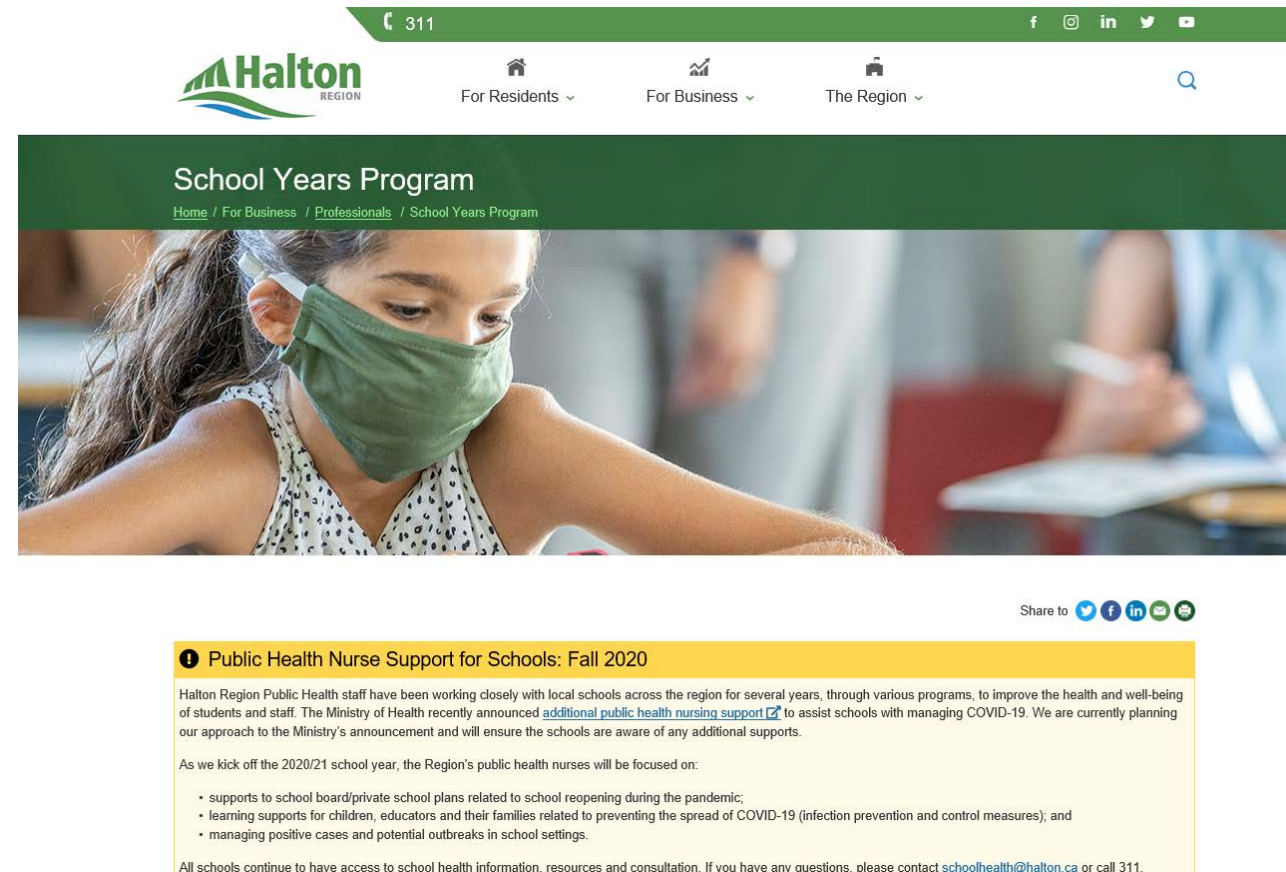 311
Halton
REGION
For Residents
For Business
The Region
School Years Program
Home / For Business / Professionals / School Years Program
Share to
Public Health Nurse Support for Schools: Fall 2020
Halton Region Public Health staff have been working closely with local schools across the region for several years, through various programs, to improve the health and well-being
of students and staff. The Ministry of Health recently announced additional public health nursing support to assist schools with managing COVID-19. We are currently planning
our approach to the Ministry's announcement and will ensure the schools are aware of any additional supports.
As we kick off the 2020/21 school year, the Region's public health nurses will be focused on:
• supports to school board/private school plans related to school reopening during the pandemic;
• learning supports for children, educators and their families related to preventing the spread of COVID-19 (infection prevention and control measures); and
• managing positive cases and potential outbreaks in school settings.
All schools continue to have access to school health information, resources and consultation. If you have any questions, please contact schoolhealth@halton.ca or call 311.